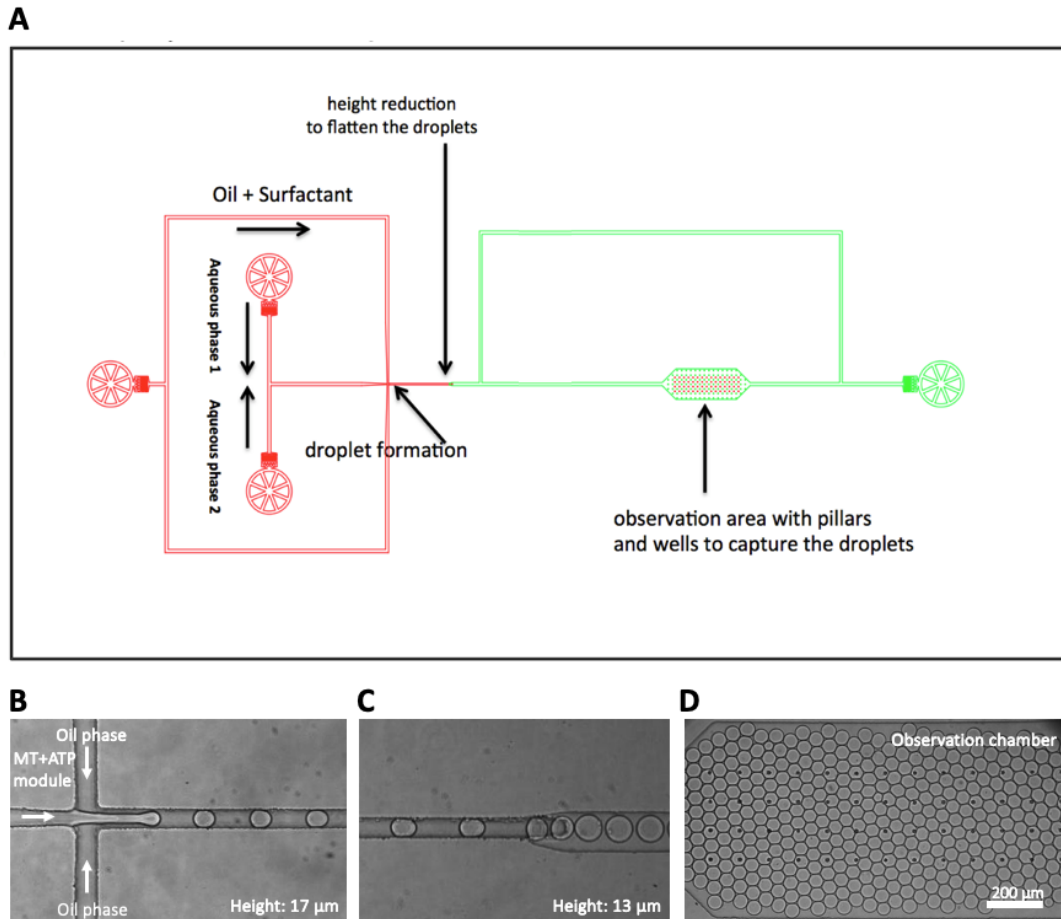 A
height reduction
to flatten the droplets
Oil + Surfactant
Aqueous phase 1
Aqueous phase 2
droplet formation
observation area with pillars
and wells to capture the droplets
B
Oil phase
MT+ATP
module
Oil phase
Height: 17 µm
C
Height: 13 µm
D
Observation chamber
200 µm